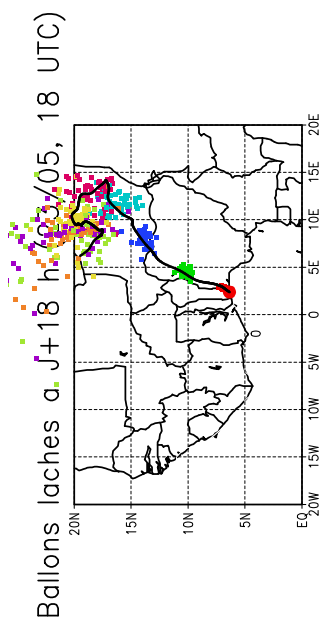 Ballons laches a J+18 h /05, 18 UTC)
20N
15N
10N
5N
0
EQ
20W 15W 10W 5W 0 5E 10E 15E 20E